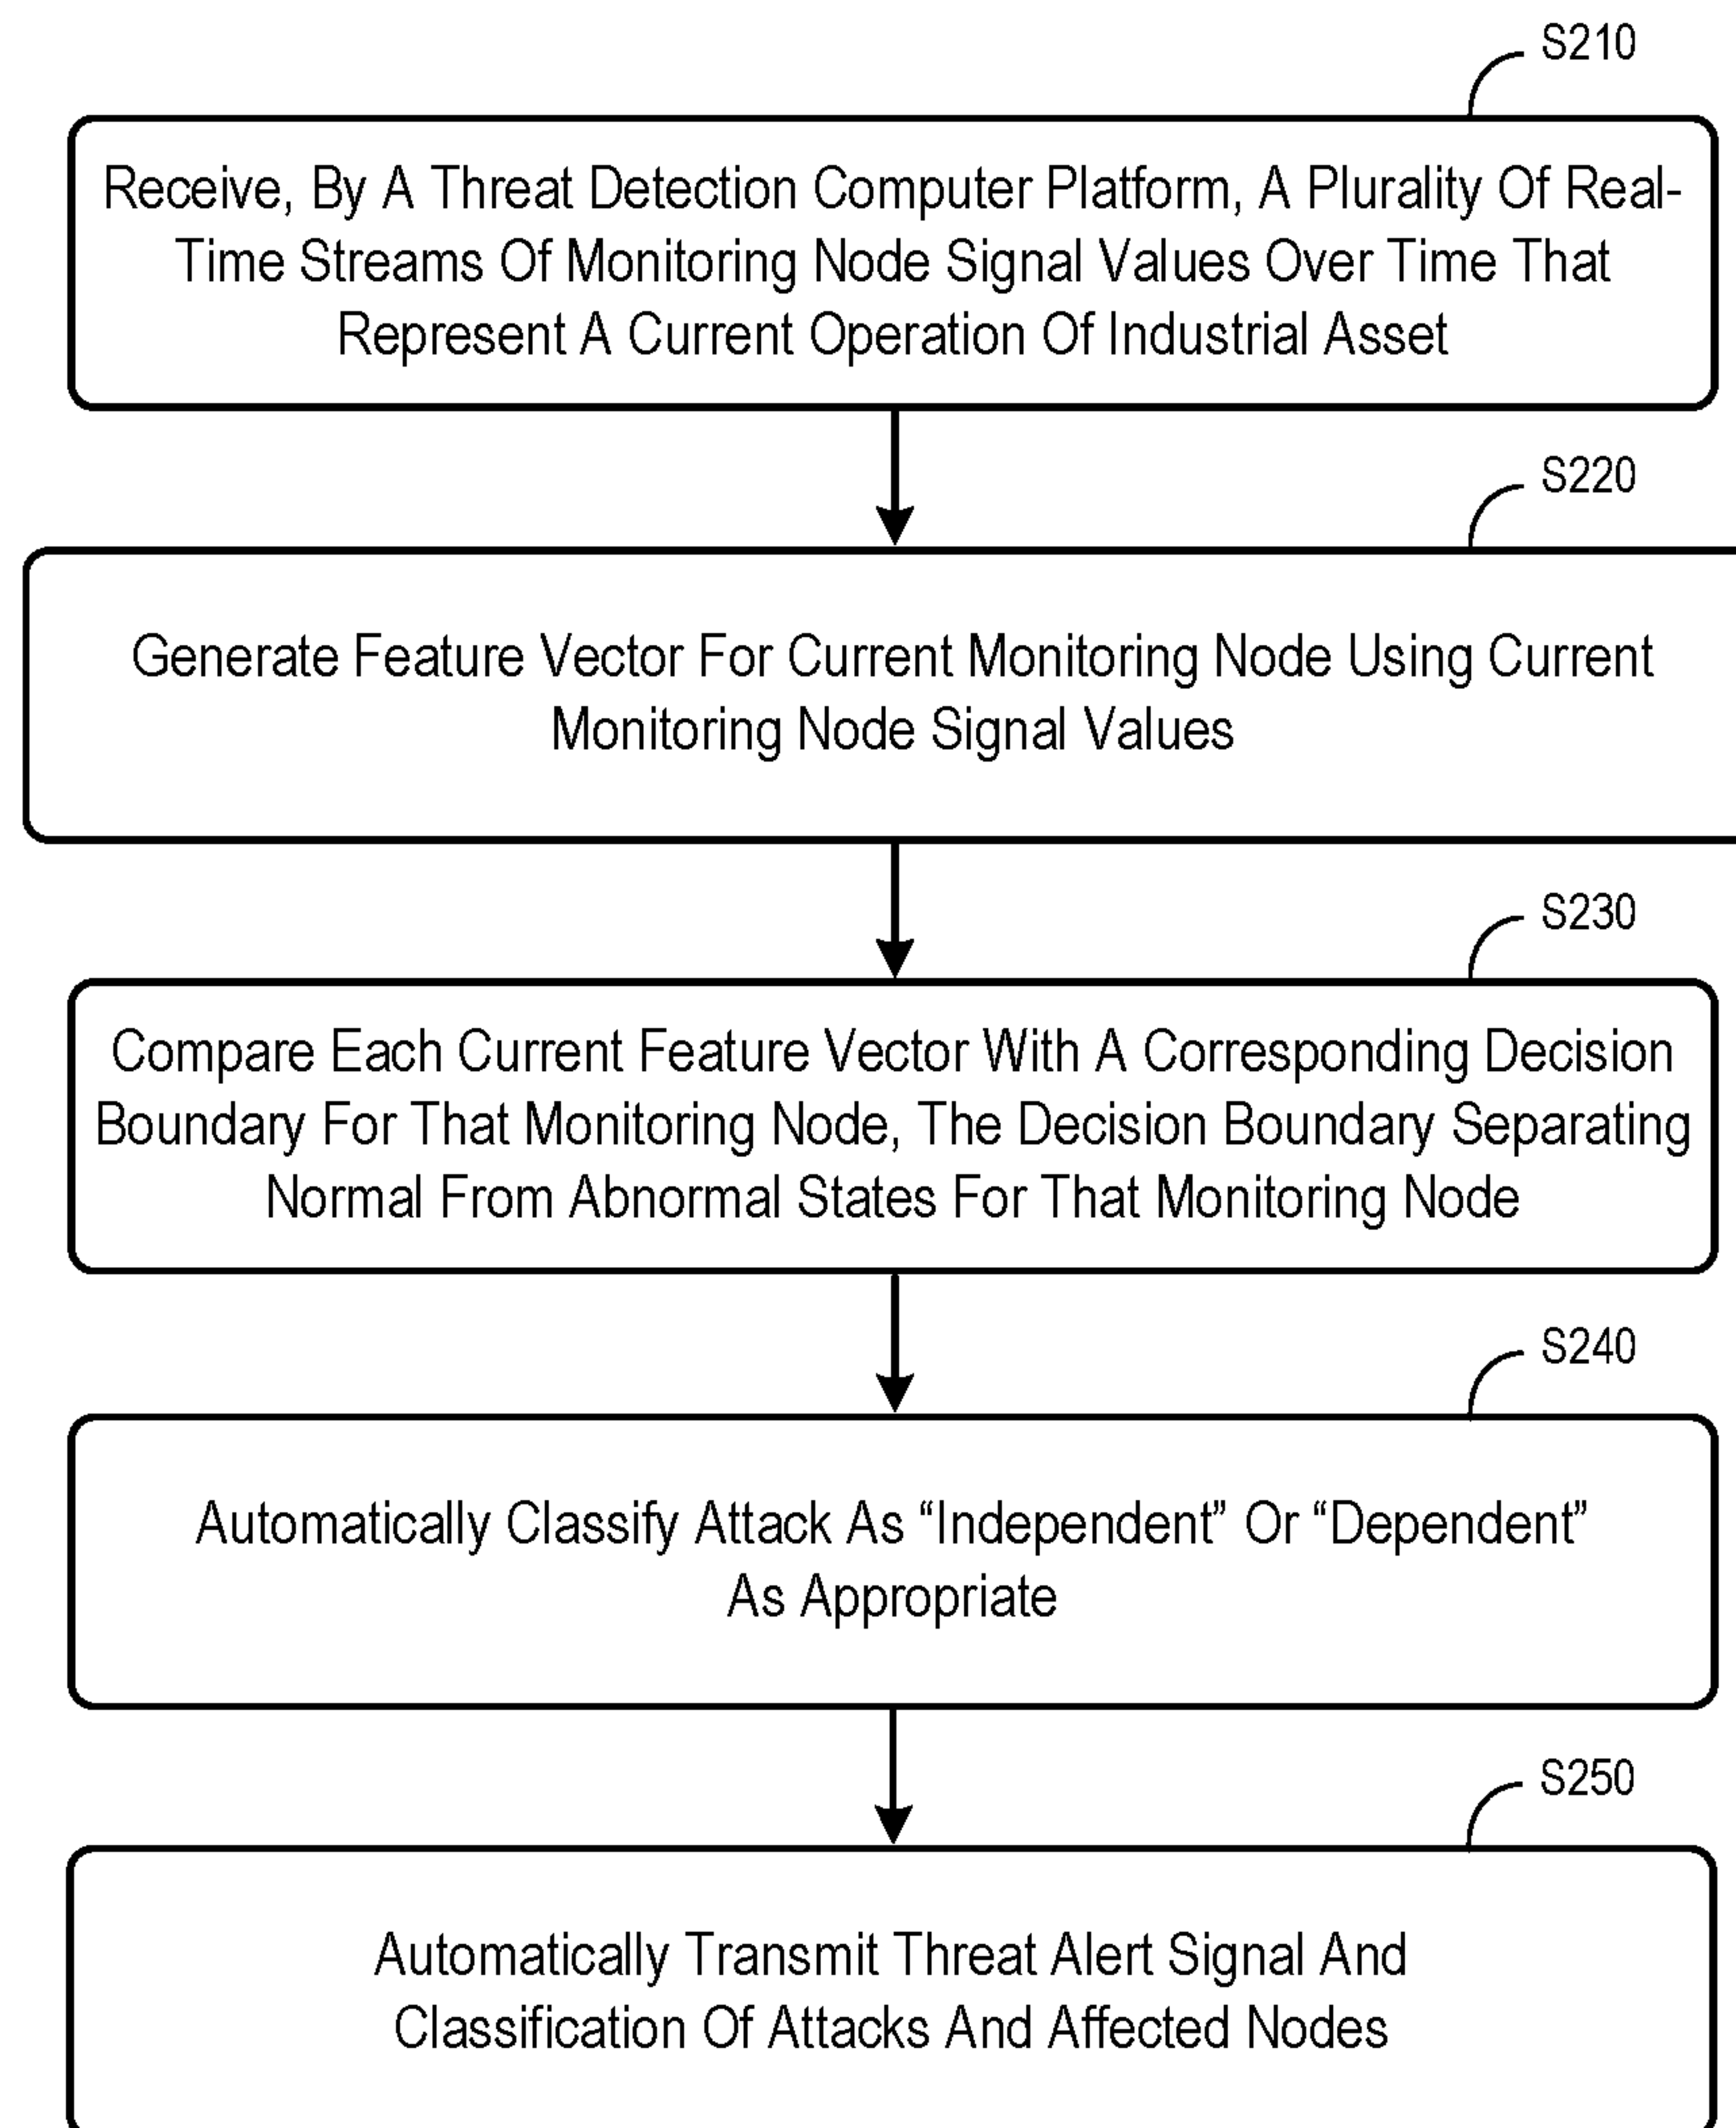 S210
Receive, By A Threat Detection Computer Platform, A Plurality Of Real-
Time Streams Of Monitoring Node Signal Values Over Time That
Represent A Current Operation Of Industrial Asset
S220
Generate Feature Vector For Current Monitoring Node Using Current
Monitoring Node Signal Values
S230
Compare Each Current Feature Vector With A Corresponding Decision
Boundary For That Monitoring Node, The Decision Boundary Separating
Normal From Abnormal States For That Monitoring Node
S240
Automatically Classify Attack As “Independent” Or “Dependent”
As Appropriate
S250
Automatically Transmit Threat Alert Signal And
Classification Of Attacks And Affected Nodes